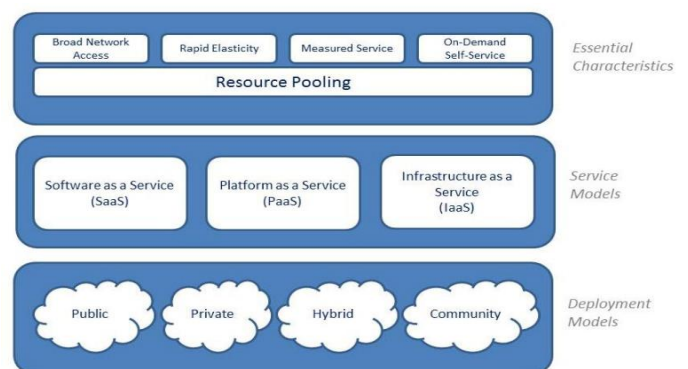 Broad Network
Access
Rapid Elasticity
Measured Service
On-Demand
Self-Service
Resource Pooling
Essential
Characteristics
Software as a Service
(SaaS)
Platform as a Service
(PaaS)
Infrastructure as a
Service
(IaaS)
Service
Models
Public
Private
Hybrid
Community
Deployment
Models